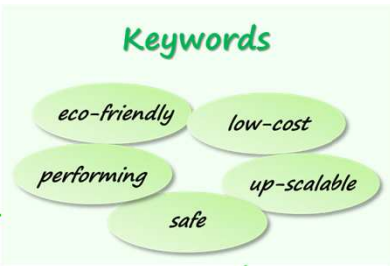 Keywords
eco-friendly
low-cost
performing
up-scalable
safe